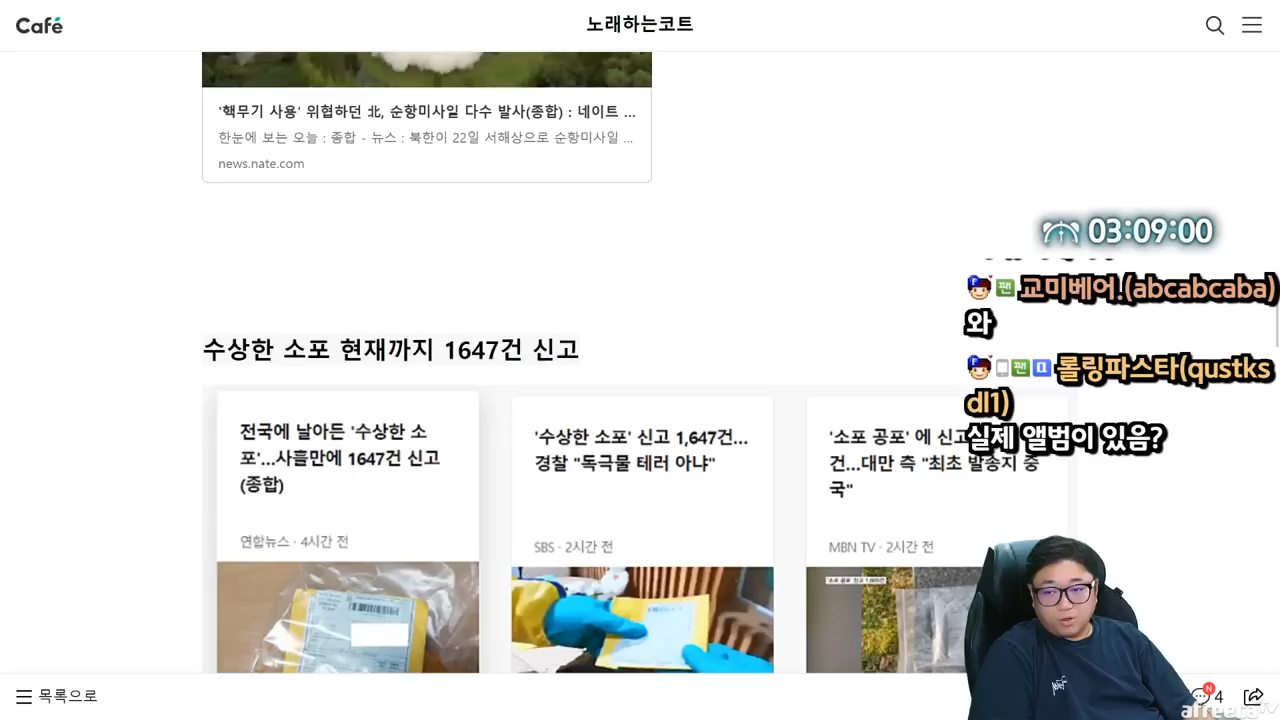 Café
노래하는코트
'핵무기 사용' 위협하던 北, 순항미사일 다수 발사(종합) : 네이트 ...
한눈에 보는 오늘 : 종합 - 뉴스 : 북한이 22일 서해상으로 순항미사일 ...
news.nate.com
03:09:00
팬 교미베어.(abcabcaba)
와
팬 롤링파스타(qustks
dl1)
실제 앨범이 있음?
수상한 소포 현재까지 1647건 신고
전국에 날아든 '수상한 소
포'...사흘만에 1647건 신고
(종합)
연합뉴스 · 4시간 전
'수상한 소포' 신고 1,647건...
경찰 "독극물 테러 아냐"
SBS · 2시간 전
'소포 공포' 에 신고
건...대만 측 "최초 발송지 중
국"
MBN TV · 2시간 전
목록으로
N
4
afreecaTV